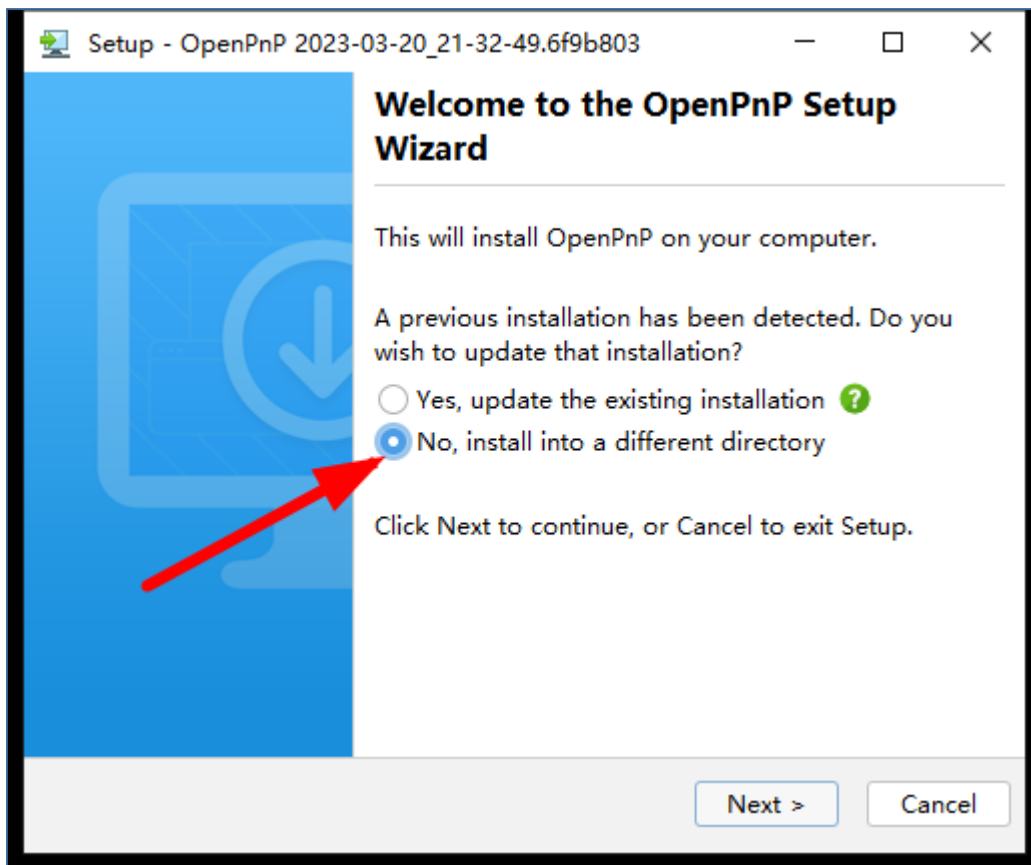 Setup - OpenPnP 2023-03-20_21-32-49.6f9b803
Welcome to the OpenPnP Setup
Wizard
This will install OpenPnP on your computer.
A previous installation has been detected. Do you
wish to update that installation?
Yes, update the existing installation ?
No, install into a different directory
Click Next to continue, or Cancel to exit Setup.
Next >
Cancel